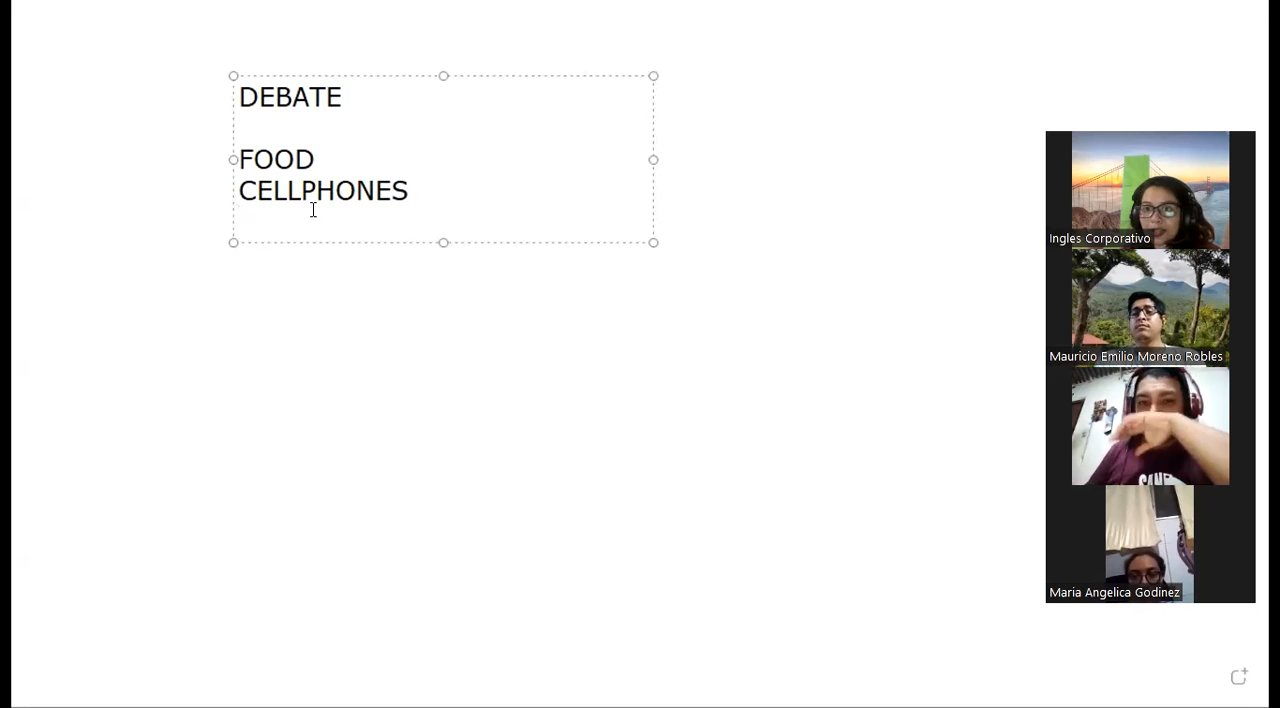 DEBATE
FOOD
CELLPHONES
Ingles Corporativo
Mauricio Emilio Moreno Robles
Maria Angelica Godinez